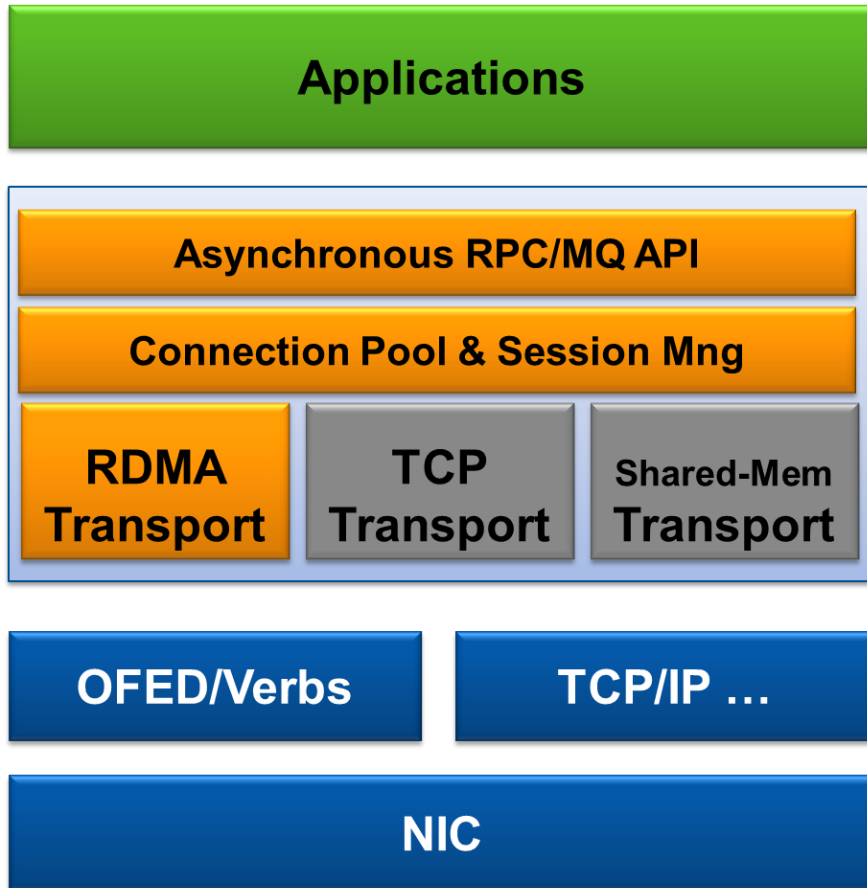 Applications
Asynchronous RPC/MQ API
Connection Pool & Session Mng
RDMA
Transport
TCP
Transport
Shared-Mem
Transport
OFED/Verbs
TCP/IP …
NIC